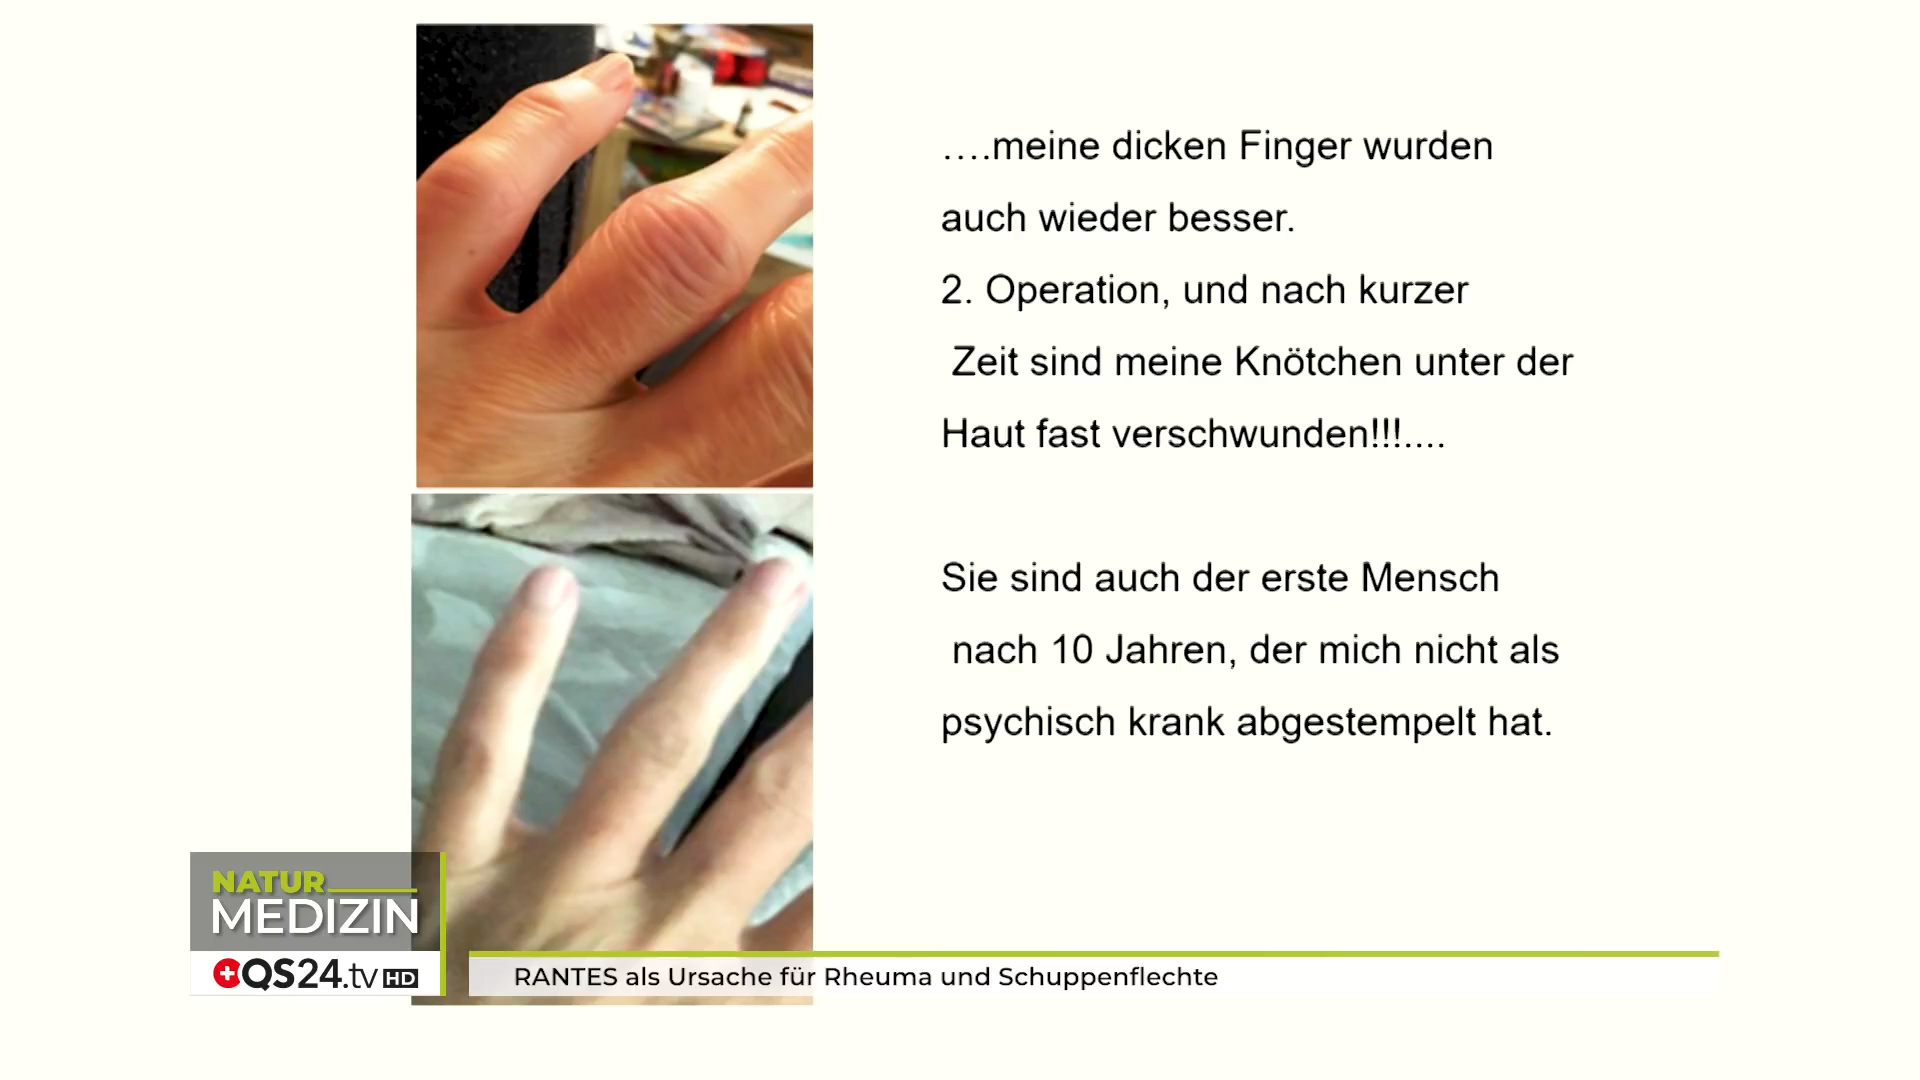 ….meine dicken Finger wurden
auch wieder besser.
2. Operation, und nach kurzer
Zeit sind meine Knötchen unter der
Haut fast verschwunden!!!....
Sie sind auch der erste Mensch
nach 10 Jahren, der mich nicht als
psychisch krank abgestempelt hat.
NATUR
MEDIZIN
QS24.tv HD
RANTES als Ursache für Rheuma und Schuppenflechte